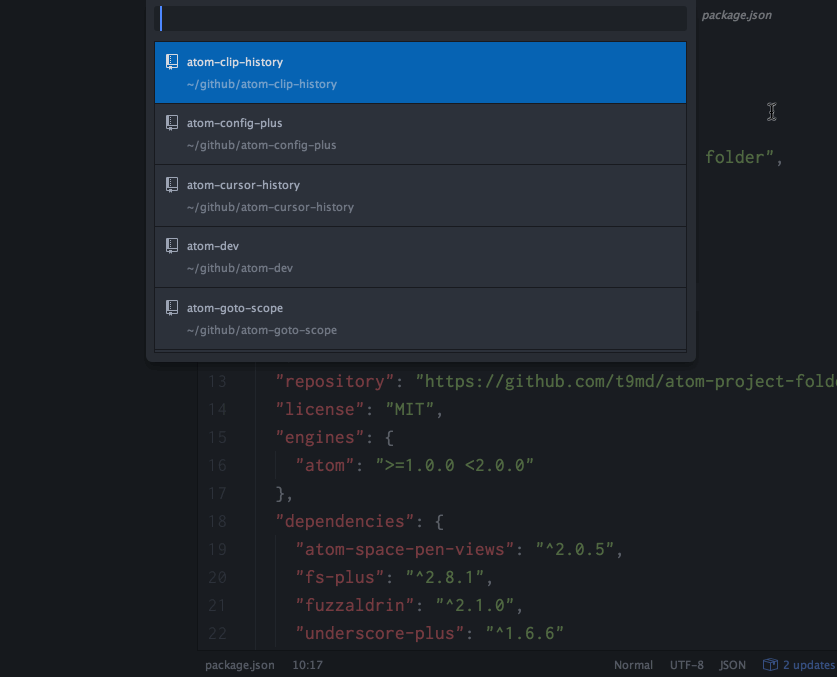 package.json
atom-clip-history
~/github/atom-clip-history
atom-config-plus
~/github/atom-config-plus
folder",
atom-cursor-history
~/github/atom-cursor-history
atom-dev
~/github/atom-dev
atom-goto-scope
~/github/atom-goto-scope
13 "repository": "https://github.com/t9md/atom-project-fold
14 "license": "MIT",
15 "engines": {
16 "atom": ">=1.0.0 <2.0.0"
17 },
18 "dependencies": {
19 "atom-space-pen-views": "^2.0.5",
20 "fs-plus": "^2.8.1",
21 "fuzzaldrin": "^2.1.0",
22 "underscore-plus": "^1.6.6"
package.json 10:17 Normal UTF-8 JSON 2 updates